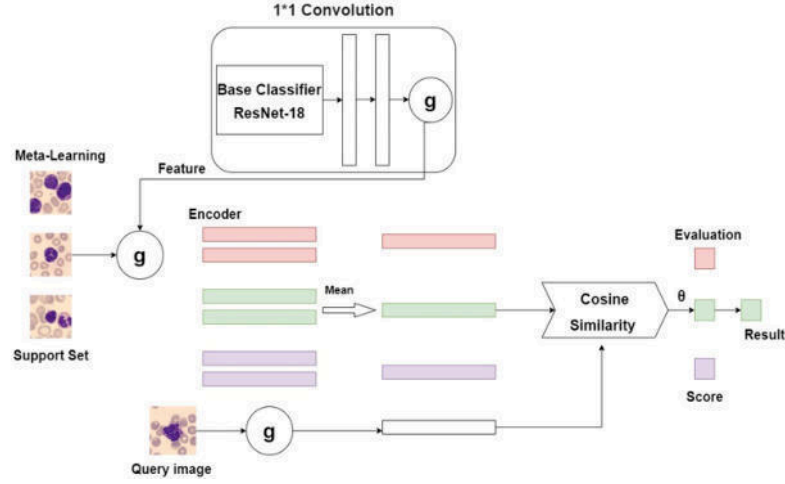 1*1 Convolution
Base Classifier
ResNet-18
g
Meta-Learning
Feature
g
Encoder
Evaluation
Mean
Cosine
Similarity
θ
Result
Support Set
Score
g
Query image